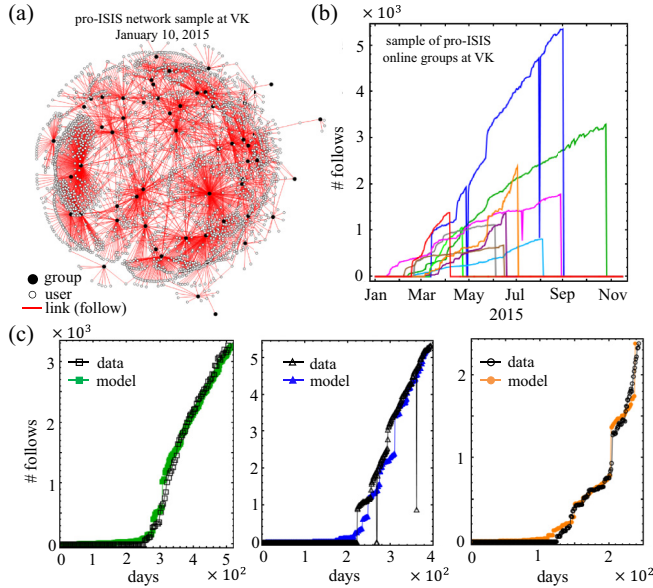 (a)
pro-ISIS network sample at VK
January 10, 2015
group
user
link (follow)
(b)
× 10³
sample of pro-ISIS
online groups at VK
# follows
5
4
3
2
1
0
Jan Mar May Jul Sep Nov
2015
(c)
× 10³
data
model
# follows
3
2
1
0
0 1 2 3 4 5
days × 10²
data
model
5
4
3
2
1
0
0 1 2 3 4
days × 10²
data
model
2
1
0
0 1 2
days × 10²